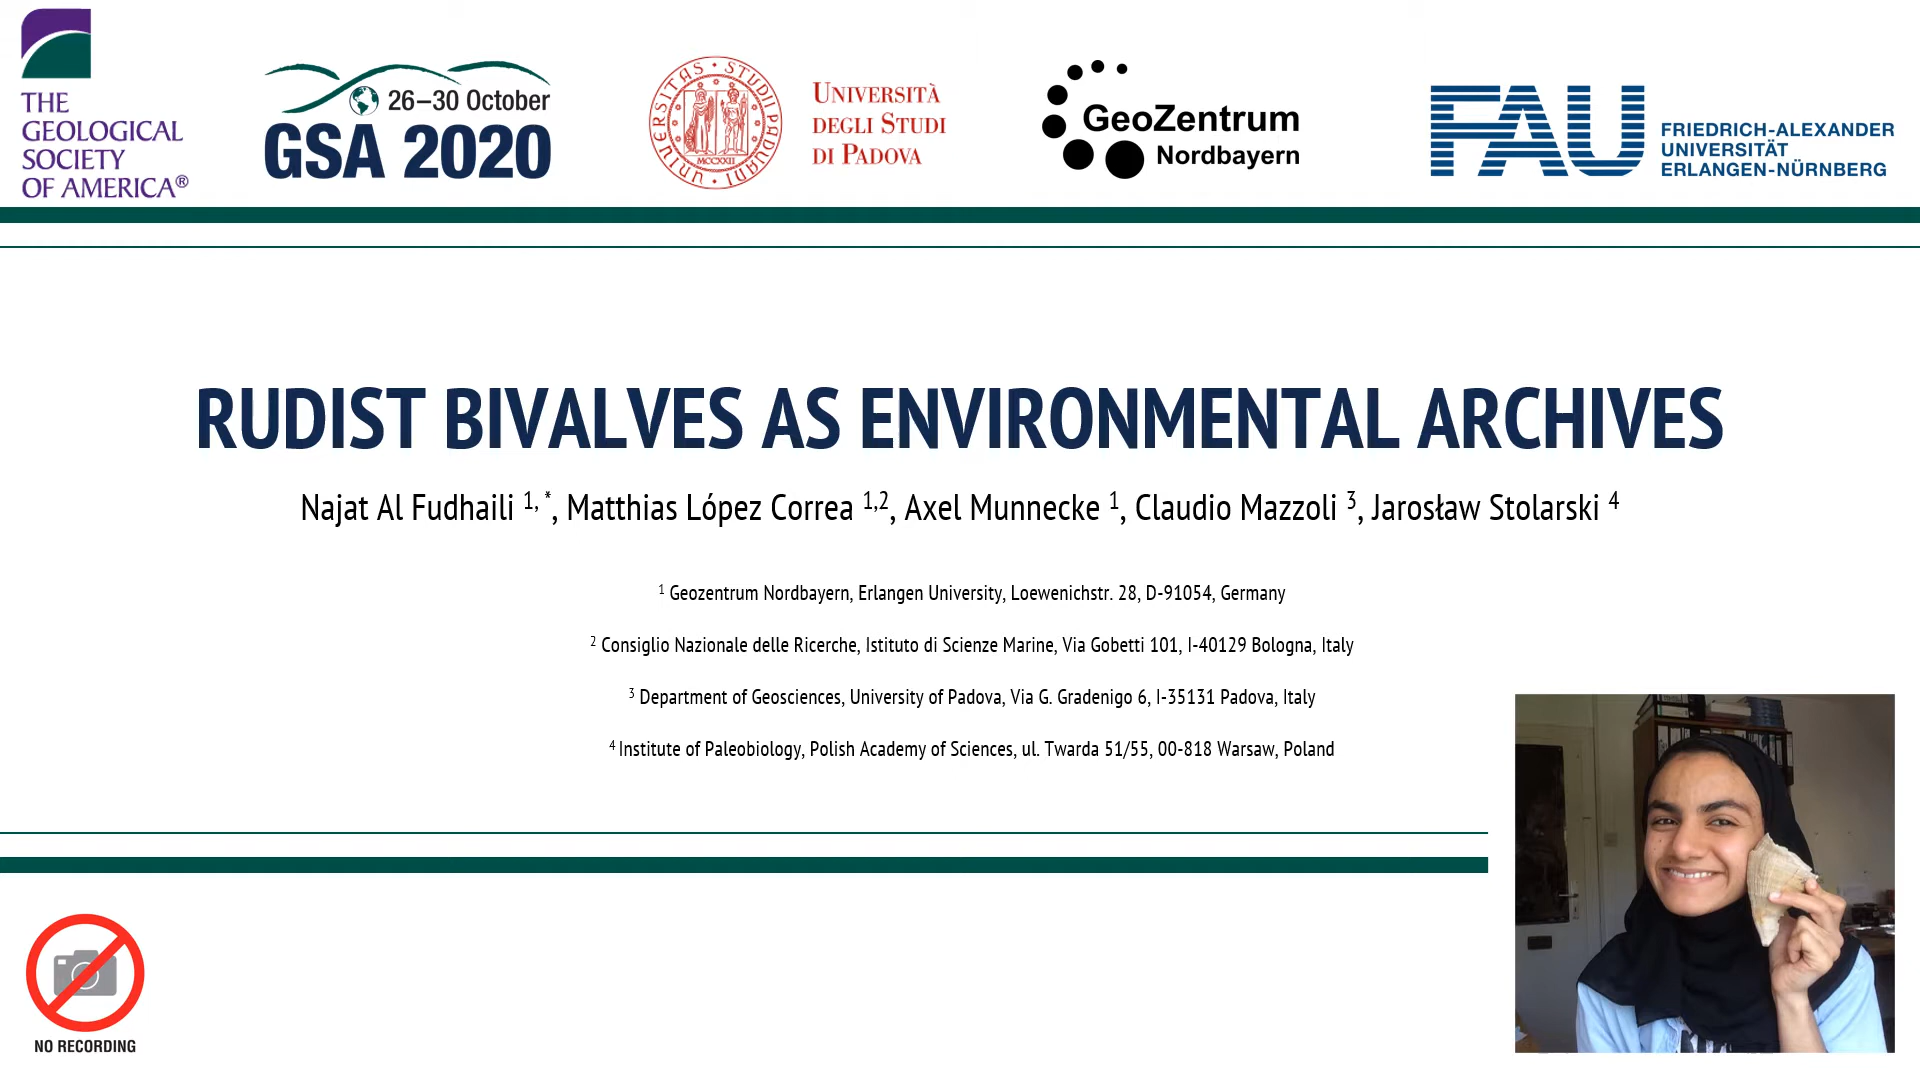 THE
GEOLOGICAL
SOCIETY
OF AMERICA®
26–30 October
GSA 2020
UNIVERSITAS STUDII PADUANI
MCCXXII
UNIVERSITÀ
DEGLI STUDI
DI PADOVA
GeoZentrum
Nordbayern
FAU
FRIEDRICH-ALEXANDER
UNIVERSITÄT
ERLANGEN-NÜRNBERG
RUDIST BIVALVES AS ENVIRONMENTAL ARCHIVES
Najat Al Fudhaili 1, *, Matthias López Correa 1,2, Axel Munnecke 1, Claudio Mazzoli 3, Jarosław Stolarski 4
1 Geozentrum Nordbayern, Erlangen University, Loewenichstr. 28, D-91054, Germany
2 Consiglio Nazionale delle Ricerche, Istituto di Scienze Marine, Via Gobetti 101, I-40129 Bologna, Italy
3 Department of Geosciences, University of Padova, Via G. Gradenigo 6, I-35131 Padova, Italy
4 Institute of Paleobiology, Polish Academy of Sciences, ul. Twarda 51/55, 00-818 Warsaw, Poland
NO RECORDING